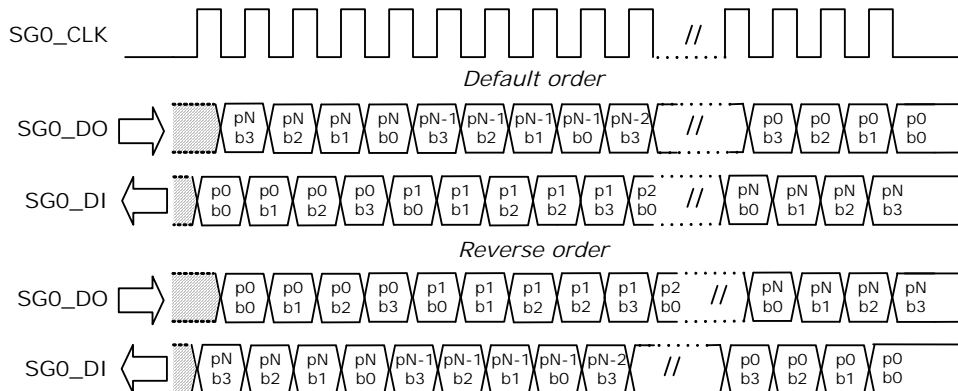 SG0_CLK //
Default order
pN pN pN pN pN-1 pN-1 pN-1 pN-1 pN-2 p0 p0 p0 p0
SG0_DO //
b3 b2 b1 b0 b3 b2 b1 b0 b3 b3 b2 b1 b0
p0 p0 p0 p0 p1 p1 p1 p1 p1 p2 pN pN pN pN
SG0_DI //
b0 b1 b2 b3 b0 b1 b2 b2 b3 b0 b0 b1 b2 b3
Reverse order
p0 p0 p0 p0 p1 p1 p1 p1 p1 p2 pN pN pN pN
SG0_DO //
b0 b1 b2 b3 b0 b1 b2 b2 b3 b0 b0 b1 b2 b3
pN pN pN pN pN-1 pN-1 pN-1 pN-1 pN-2 p0 p0 p0 p0
SG0_DI //
b3 b2 b1 b0 b3 b2 b1 b0 b3 b3 b2 b1 b0